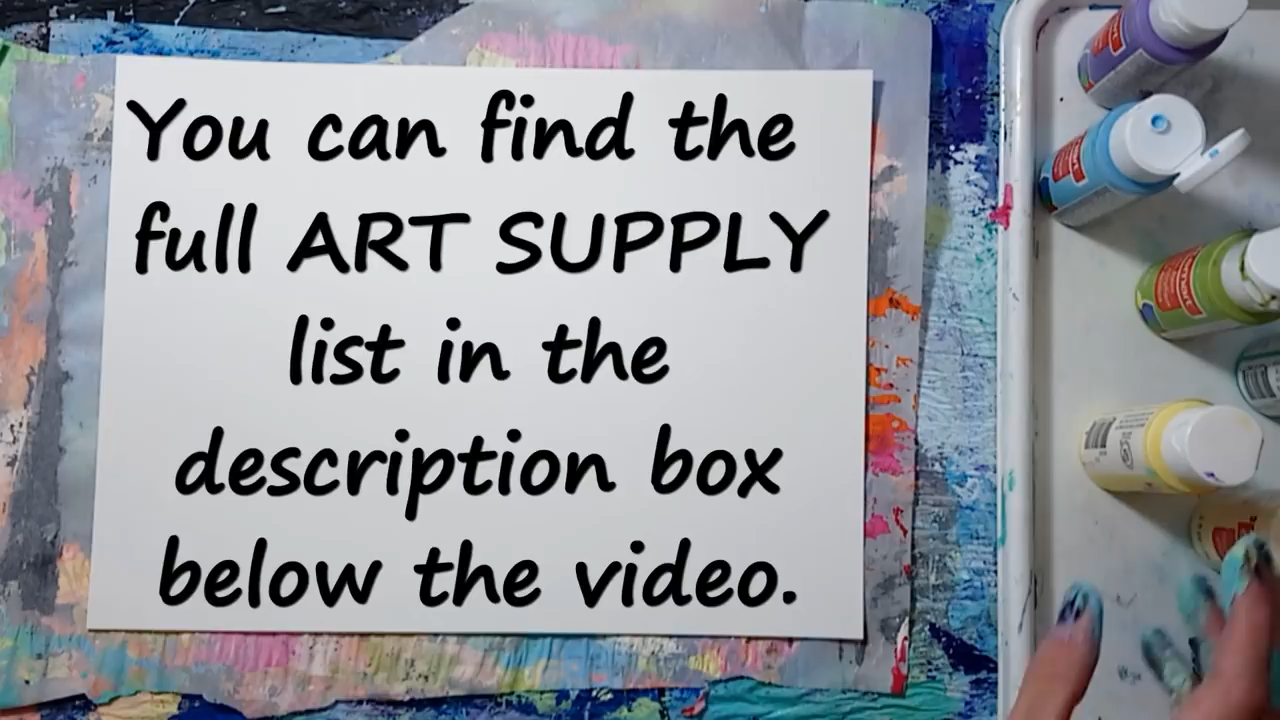 You can find the
full ART SUPPLY
list in the
description box
below the video.